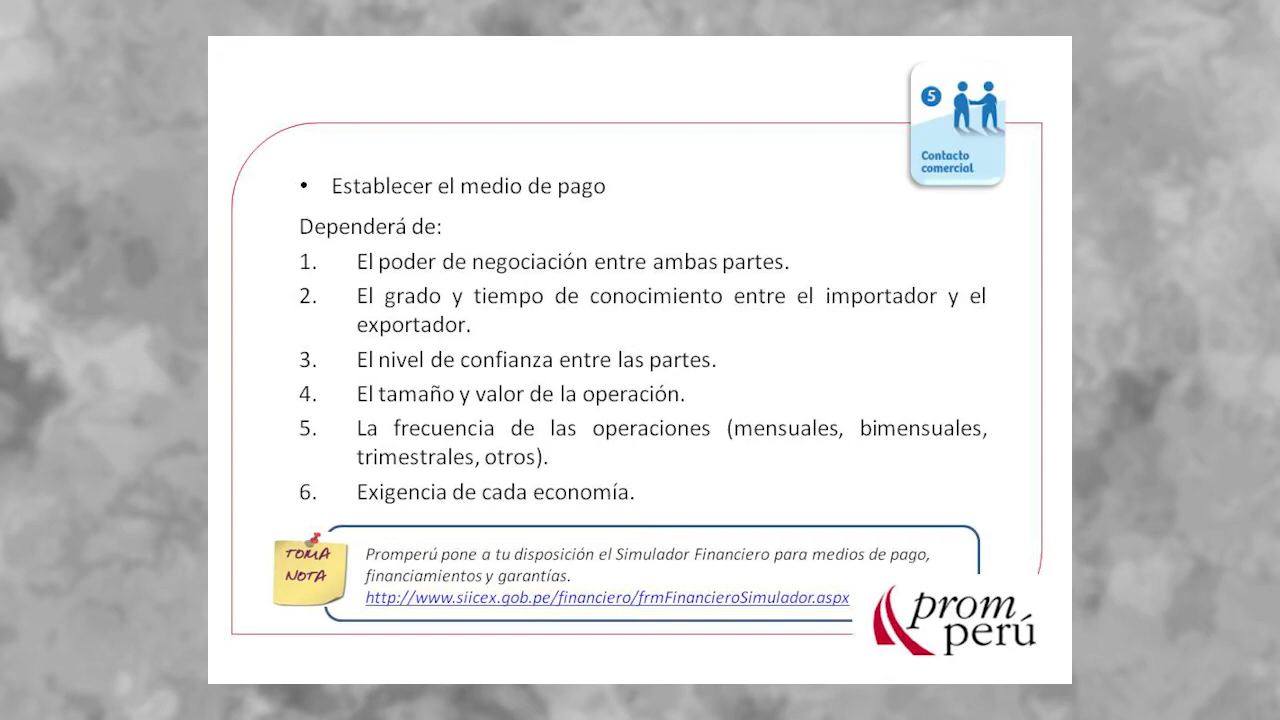 5
Contacto
comercial
• Establecer el medio de pago
Dependerá de:
1. El poder de negociación entre ambas partes.
2. El grado y tiempo de conocimiento entre el importador y el
exportador.
3. El nivel de confianza entre las partes.
4. El tamaño y valor de la operación.
5. La frecuencia de las operaciones (mensuales, bimensuales,
trimestrales, otros).
6. Exigencia de cada economía.
TOMA
NOTA
Promperú pone a tu disposición el Simulador Financiero para medios de pago,
financiamientos y garantías.
http://www.siicex.gob.pe/financiero/frmFinancieroSimulador.aspx
prom
perú